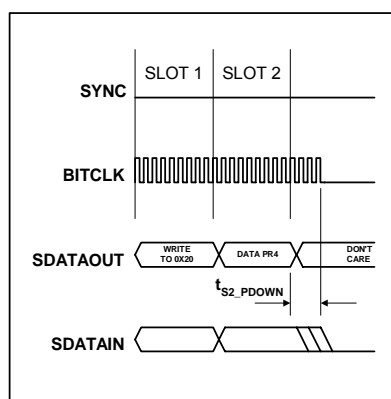 SLOT 1 SLOT 2
SYNC
BITCLK
SDATAOUT
WRITE
TO 0X20
DATA PR4
DON'T
CARE
tS2_PDOWN
SDATAIN